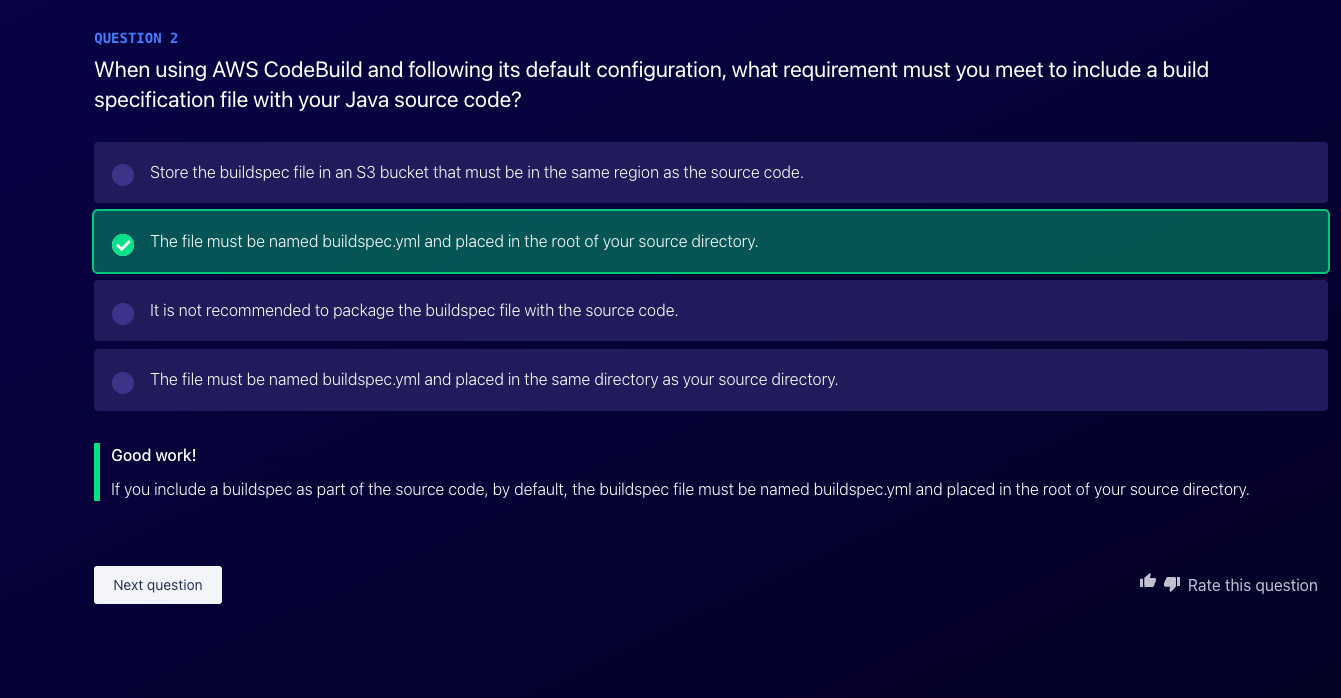 QUESTION 2
When using AWS CodeBuild and following its default configuration, what requirement must you meet to include a build
specification file with your Java source code?
Store the buildspec file in an S3 bucket that must be in the same region as the source code.
The file must be named buildspec.yml and placed in the root of your source directory.
It is not recommended to package the buildspec file with the source code.
The file must be named buildspec.yml and placed in the same directory as your source directory.
Good work!
If you include a buildspec as part of the source code, by default, the buildspec file must be named buildspec.yml and placed in the root of your source directory.
Next question
Rate this question